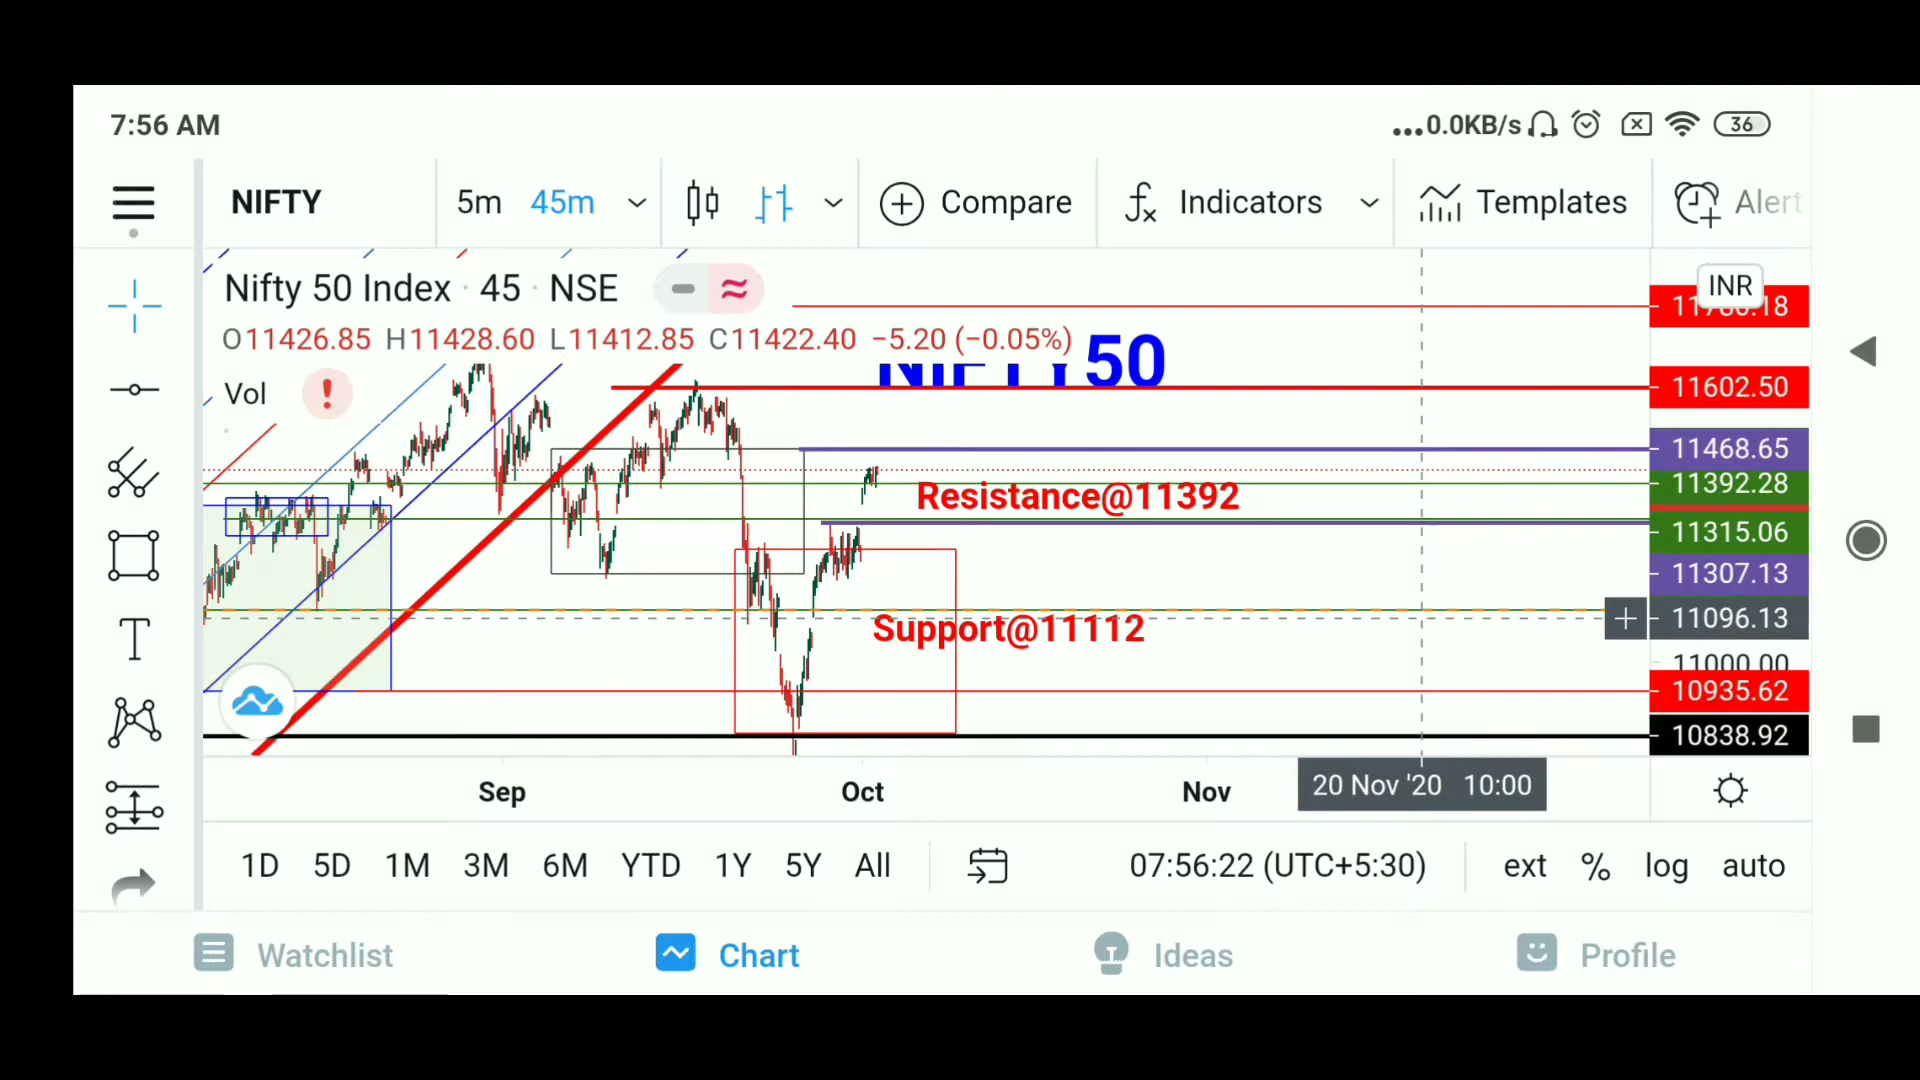 7:56 AM
...0.0KB/s
36
NIFTY
5m 45m
Compare
Indicators
Templates
Alert
Nifty 50 Index · 45 · NSE
INR
O11426.85 H11428.60 L11412.85 C11422.40 −5.20 (−0.05%)
NIFTY50
Vol
11602.50
11468.65
11392.28
Resistance@11392
11315.06
11307.13
11096.13
Support@11112
11000.00
10935.62
10838.92
Sep
Oct
Nov
20 Nov '20 10:00
1D 5D 1M 3M 6M YTD 1Y 5Y All
07:56:22 (UTC+5:30)
ext % log auto
Watchlist
Chart
Ideas
Profile